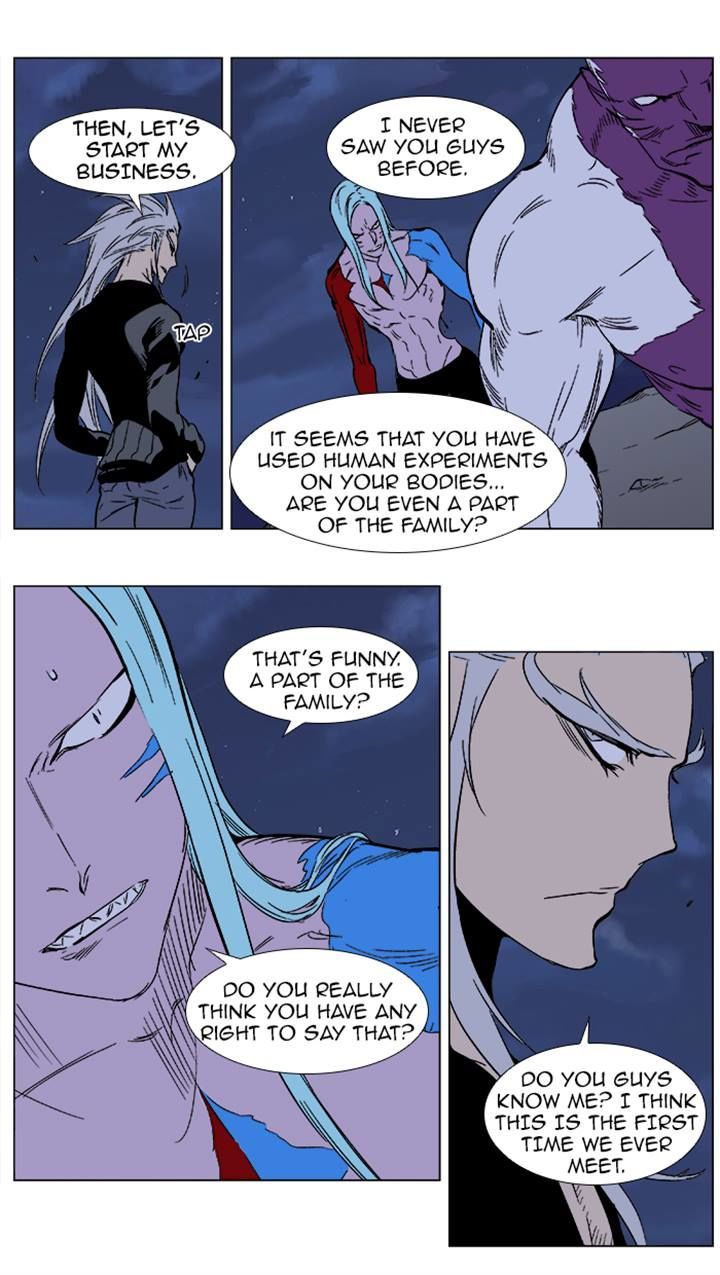 THEN, LET'S
START MY
BUSINESS.
TAP
I NEVER
SAW YOU GUYS
BEFORE.
IT SEEMS THAT YOU HAVE
USED HUMAN EXPERIMENTS
ON YOUR BODIES...
ARE YOU EVEN A PART
OF THE FAMILY?
THAT'S FUNNY.
A PART OF THE
FAMILY?
DO YOU REALLY
THINK YOU HAVE ANY
RIGHT TO SAY THAT?
DO YOU GUYS
KNOW ME? I THINK
THIS IS THE FIRST
TIME WE EVER
MEET.